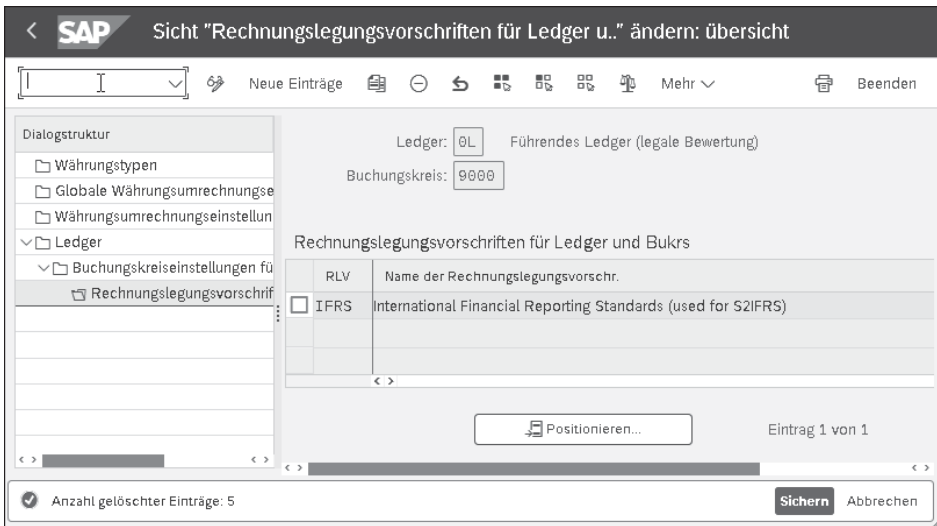 SAP Sicht "Rechnungslegungsvorschriften für Ledger u.." ändern: übersicht
Neue Einträge Mehr Beenden
Dialogstruktur
Währungstypen
Globale Währungsumrechnungse
Währungsumrechnungseinstellun
Ledger
Buchungskreiseinstellungen fü
Rechnungslegungsvorschrif
Ledger: 0L Führendes Ledger (legale Bewertung)
Buchungskreis: 9000
Rechnungslegungsvorschriften für Ledger und Bukrs
RLV Name der Rechnungslegungsvorschr.
IFRS International Financial Reporting Standards (used for S2IFRS)
Positionieren... Eintrag 1 von 1
Anzahl gelöschter Einträge: 5 Sichern Abbrechen